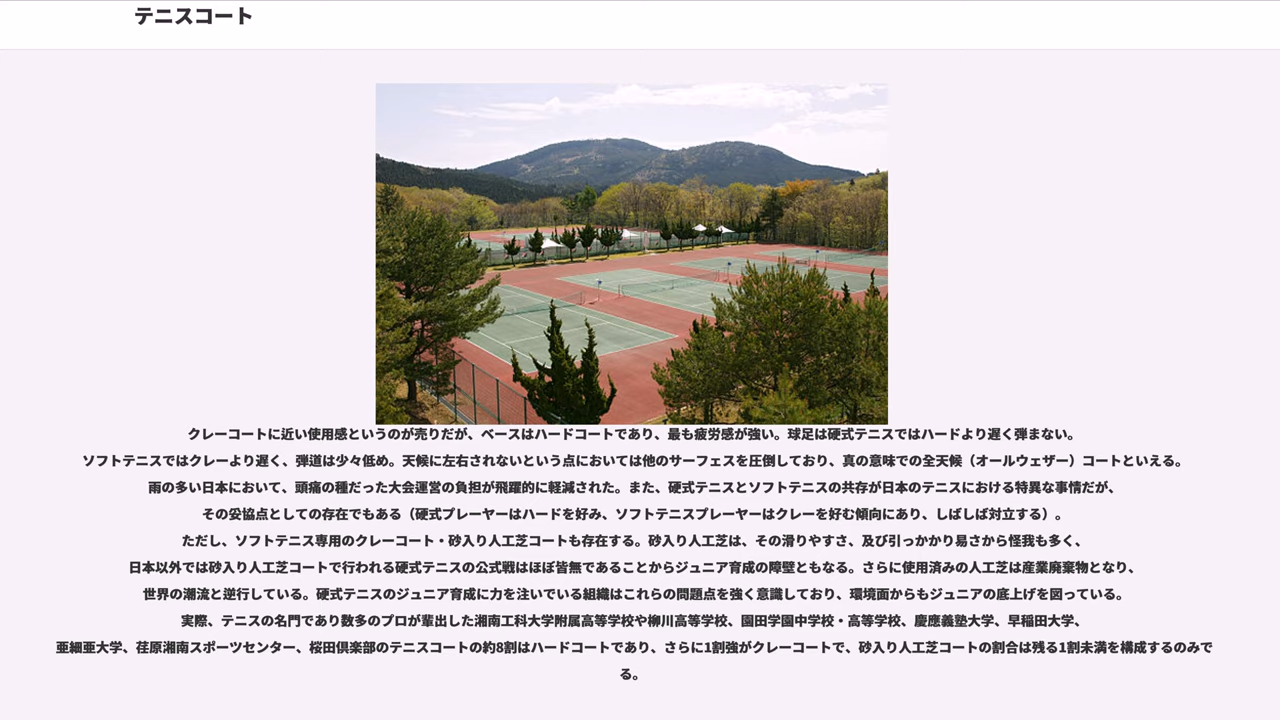 テニスコート
クレーコートに近い使用感というのが売りだが、ベースはハードコートであり、最も疲労感が強い。球足は硬式テニスではハードより遅く弾まない。
ソフトテニスではクレーより遅く、弾道は少々低め。天候に左右されないという点においては他のサーフェスを圧倒しており、真の意味での全天候（オールウェザー）コートといえる。
雨の多い日本において、頭痛の種だった大会運営の負担が飛躍的に軽減された。また、硬式テニスとソフトテニスの共存が日本のテニスにおける特異な事情だが、
その妥協点としての存在でもある（硬式プレーヤーはハードを好み、ソフトテニスプレーヤーはクレーを好む傾向にあり、しばしば対立する）。
ただし、ソフトテニス専用のクレーコート・砂入り人工芝コートも存在する。砂入り人工芝は、その滑りやすさ、及び引っかかり易さから怪我も多く、
日本以外では砂入り人工芝コートで行われる硬式テニスの公式戦はほぼ皆無であることからジュニア育成の障壁ともなる。さらに使用済みの人工芝は産業廃棄物となり、
世界の潮流と逆行している。硬式テニスのジュニア育成に力を注いでいる組織はこれらの問題点を強く意識しており、環境面からもジュニアの底上げを図っている。
実際、テニスの名門であり数多のプロが輩出した湘南工科大学附属高等学校や柳川高等学校、園田学園中学校・高等学校、慶應義塾大学、早稲田大学、
亜細亜大学、荏原湘南スポーツセンター、桜田倶楽部のテニスコートの約8割はハードコートであり、さらに1割強がクレーコートで、砂入り人工芝コートの割合は残る1割未満を構成するのみで
る。